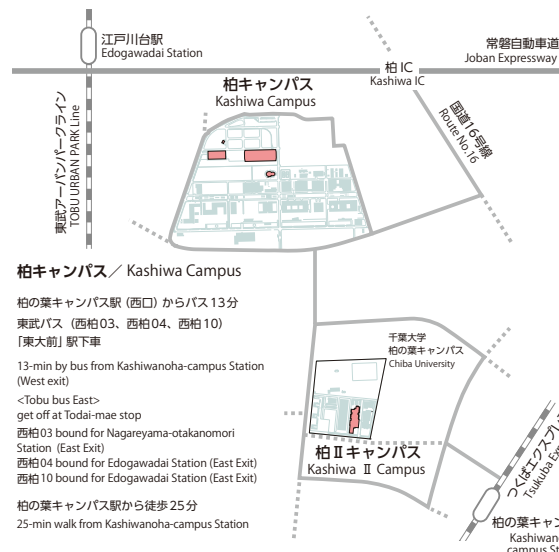 江戸川台駅
Edogawadai Station
常磐自動車道
Joban Expressway
柏 IC
Kashiwa IC
柏キャンパス
Kashiwa Campus
国道16号線
Route No.16
東武アーバンパークライン
TOBU URBAN PARK Line
柏キャンパス／ Kashiwa Campus
柏の葉キャンパス駅（西口）からバス13分
東武バス（西柏03、西柏04、西柏10）
「東大前」駅下車
13-min by bus from Kashiwanoha-campus Station
(West exit)
<Tobu bus East>
get off at Todai-mae stop
西柏03 bound for Nagareyama-otakanomori
Station (East Exit)
西柏04 bound for Edogawadai Station (East Exit)
西柏10 bound for Edogawadai Station (East Exit)
柏の葉キャンパス駅から徒歩25分
25-min walk from Kashiwanoha-campus Station
千葉大学
柏の葉キャンパス
Chiba University
柏Ⅱキャンパス
Kashiwa Ⅱ Campus
つくばエクスプレ
Tsukuba Ex
柏の葉キャン
Kashiwan
campus St